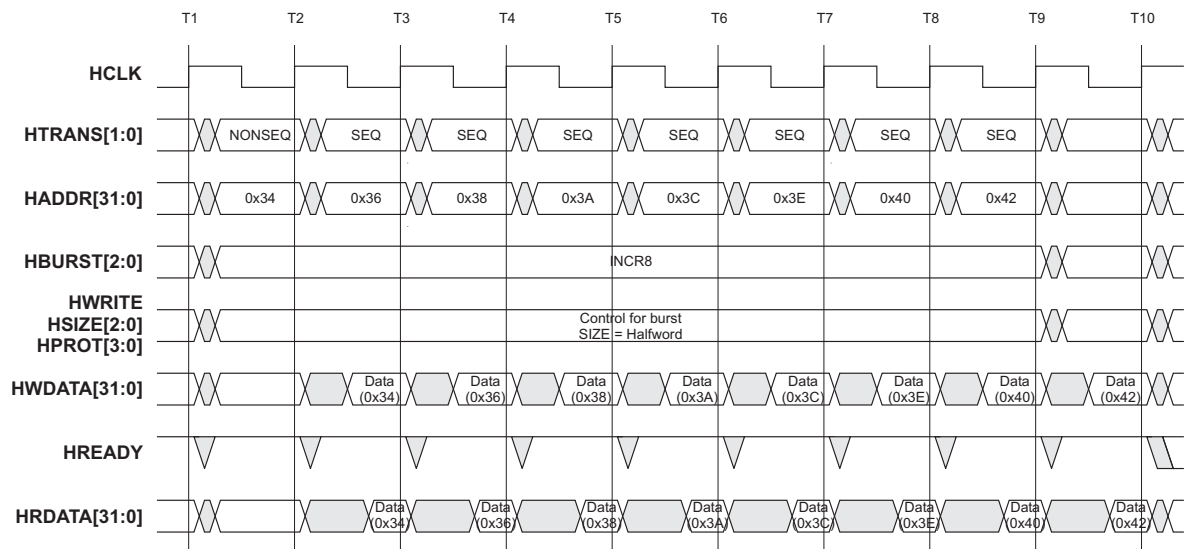 T1 T2 T3 T4 T5 T6 T7 T8 T9 T10
HCLK
HTRANS[1:0] NONSEQ SEQ SEQ SEQ SEQ SEQ SEQ SEQ
HADDR[31:0] 0x34 0x36 0x38 0x3A 0x3C 0x3E 0x40 0x42
HBURST[2:0] INCR8
HWRITE
HSIZE[2:0]
HPROT[3:0]
Control for burst
SIZE = Halfword
HWDATA[31:0]
Data Data Data Data Data Data Data Data
(0x34) (0x36) (0x38) (0x3A) (0x3C) (0x3E) (0x40) (0x42)
HREADY
HRDATA[31:0]
Data Data Data Data Data Data Data Data
(0x34) (0x36) (0x38) (0x3A) (0x3C) (0x3E) (0x40) (0x42)